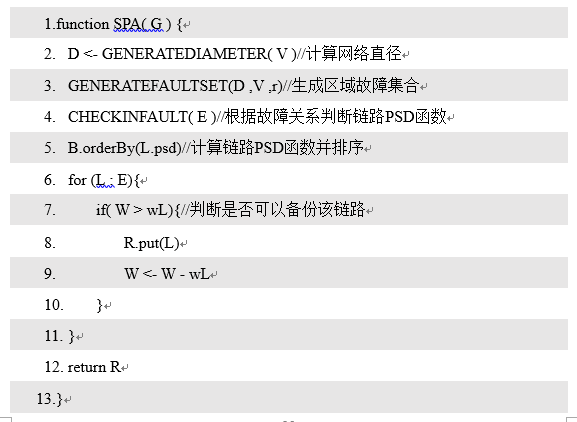 1.function SPA( G ) {
2. D <- GENERATEDIAMETER( V )//计算网络直径
3. GENERATEFAULTSET(D ,V ,r)//生成区域故障集合
4. CHECKINFAULT( E )//根据故障关系判断链路PSD函数
5. B.orderBy(L.psd)//计算链路PSD函数并排序
6. for (L : E){
7. if( W > wL){//判断是否可以备份该链路
8. R.put(L)
9. W <- W - wL
10. }
11. }
12. return R
13.}